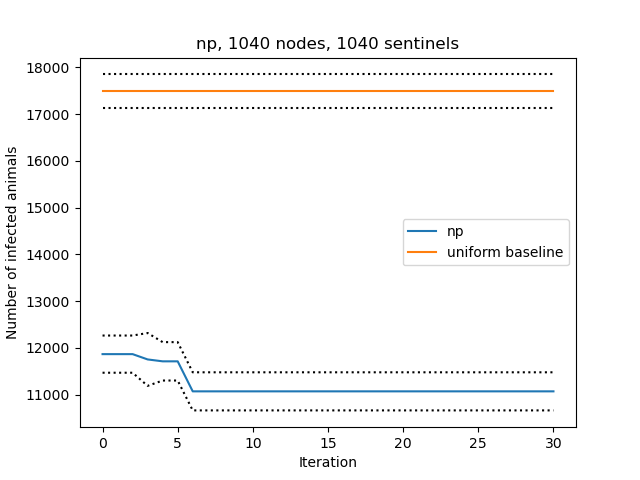 np, 1040 nodes, 1040 sentinels
18000
17000
16000
15000
14000
13000
12000
11000
Number of infected animals
np
uniform baseline
0 5 10 15 20 25 30
Iteration